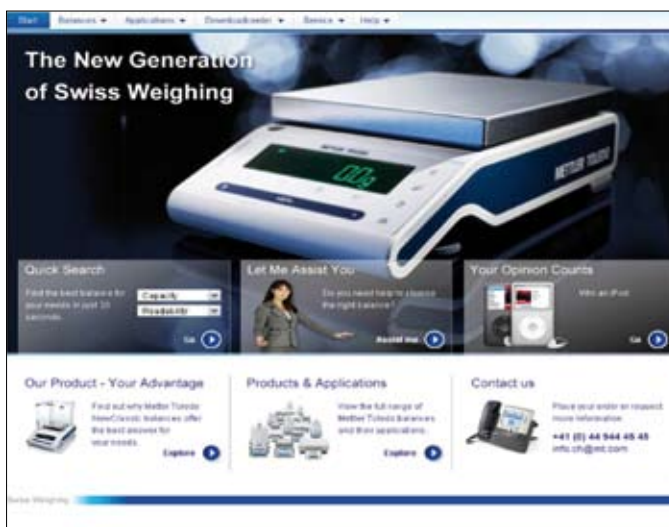 Start Balances Applications Downloadcenter Service Help
The New Generation
of Swiss Weighing
METTLER TOLEDO
0.0g
METTLER TOLEDO
Quick Search
Find the best balance for
your needs in just 30
seconds.
Capacity
Readability
Go
Let Me Assist You
Do you need help to choose
the right balance?
Assist me
Your Opinion Counts
Win an iPod
Go
Our Product - Your Advantage
Find out why Mettler Toledo
NewClassic balances offer
the best answer for
your needs.
Explore
Products & Applications
View the full range of
Mettler Toledo balances
and their applications.
Explore
Contact us
Place your order or request
more information
+41 (0) 44 944 45 45
info.ch@mt.com
Swiss Weighing